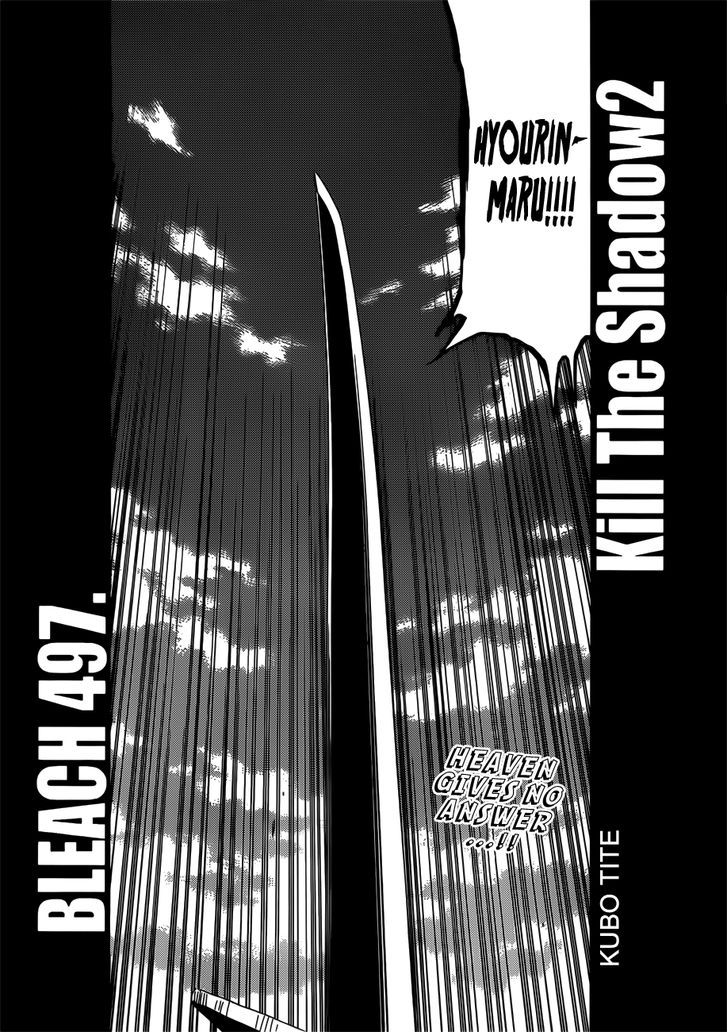 HYOURIN-
MARU!!!!
Kill The Shadow2
BLEACH 497.
HEAVEN
GIVES NO
ANSWER
...!!
KUBO TITE